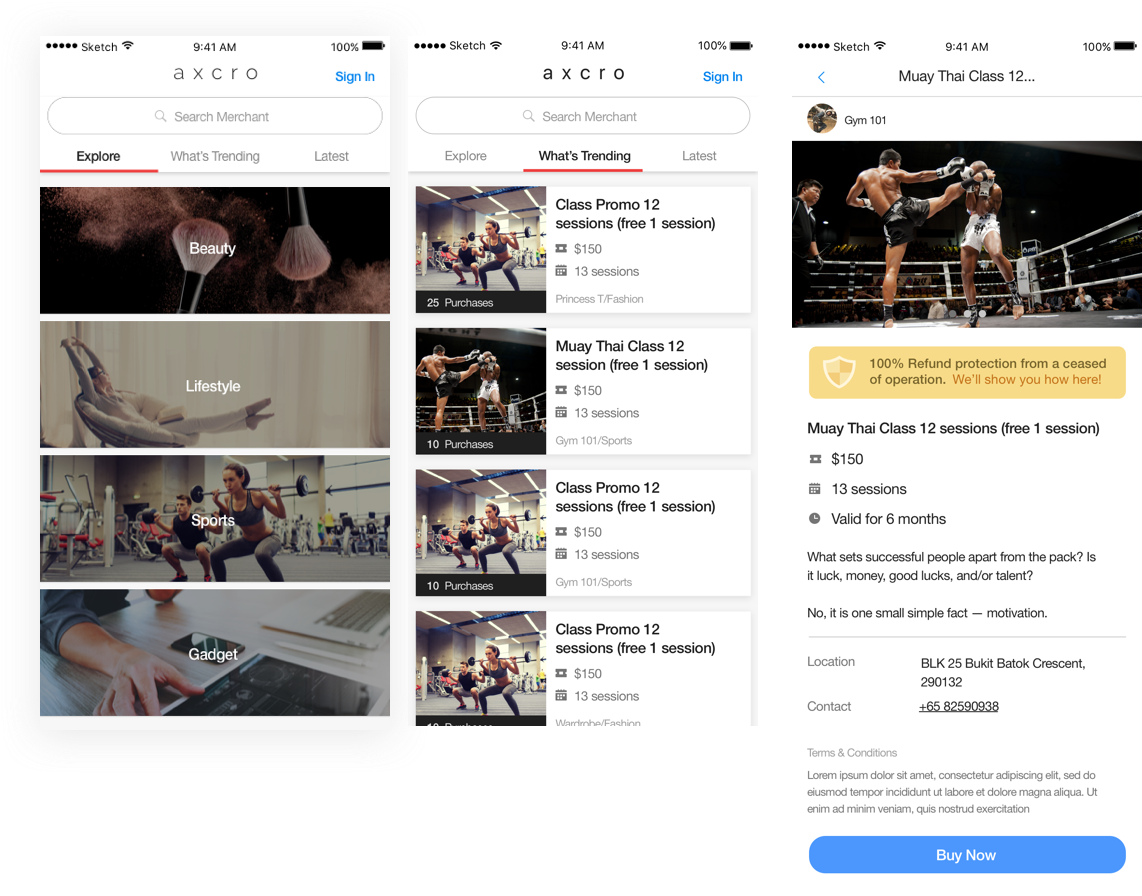 Sketch 9:41 AM 100%
axcro
Sign In
Search Merchant
Explore What's Trending Latest
Beauty
Lifestyle
Sports
Gadget
Sketch 9:41 AM 100%
axcro
Sign In
Search Merchant
Explore What's Trending Latest
Class Promo 12
sessions (free 1 session)
$150
13 sessions
Princess T/Fashion
25 Purchases
Muay Thai Class 12
session (free 1 session)
$150
13 sessions
Gym 101/Sports
10 Purchases
Class Promo 12
sessions (free 1 session)
$150
13 sessions
Gym 101/Sports
10 Purchases
Class Promo 12
sessions (free 1 session)
$150
13 sessions
Wardrobe/Fashion
10 Purchases
Sketch 9:41 AM 100%
Muay Thai Class 12...
Gym 101
100% Refund protection from a ceased
of operation. We'll show you how here!
Muay Thai Class 12 sessions (free 1 session)
$150
13 sessions
Valid for 6 months
What sets successful people apart from the pack? Is
it luck, money, good lucks, and/or talent?
No, it is one small simple fact — motivation.
Location BLK 25 Bukit Batok Crescent,
290132
Contact +65 82590938
Terms & Conditions
Lorem ipsum dolor sit amet, consectetur adipiscing elit, sed do
eiusmod tempor incididunt ut labore et dolore magna aliqua. Ut
enim ad minim veniam, quis nostrud exercitation
Buy Now